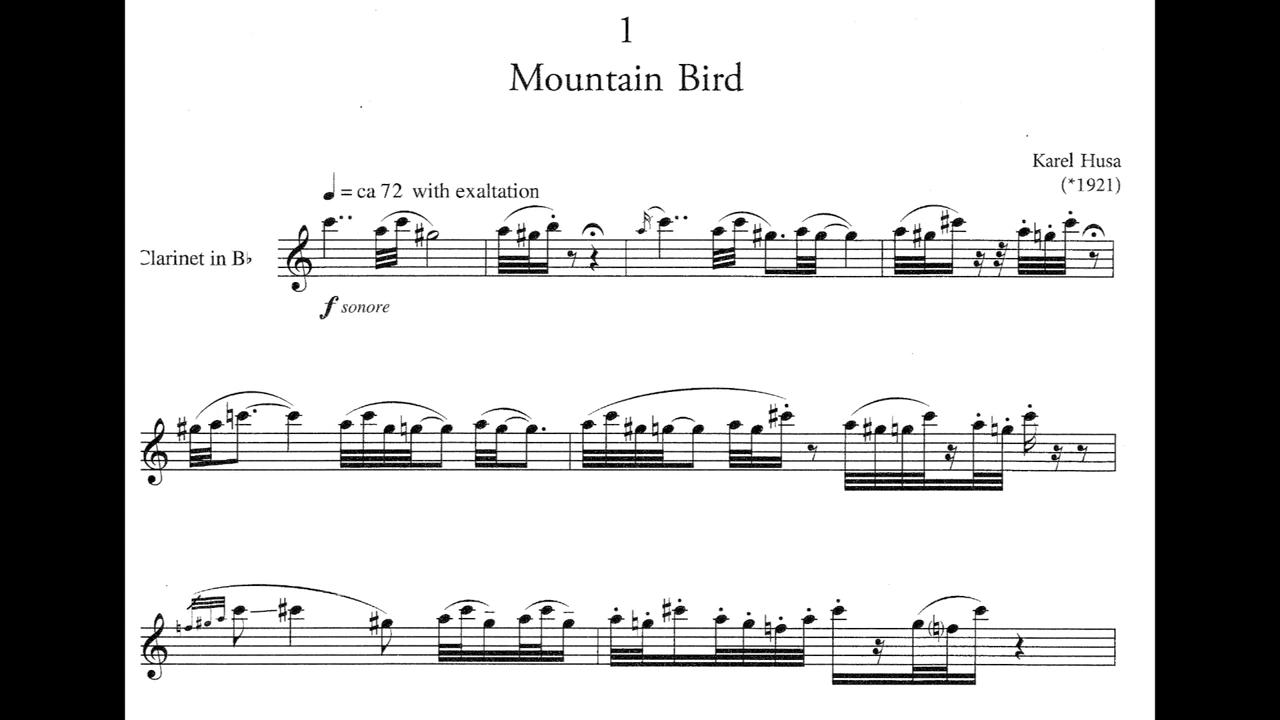 1
Mountain Bird
Karel Husa
(*1921)
♩ = ca 72 with exaltation
Clarinet in B♭
f sonore